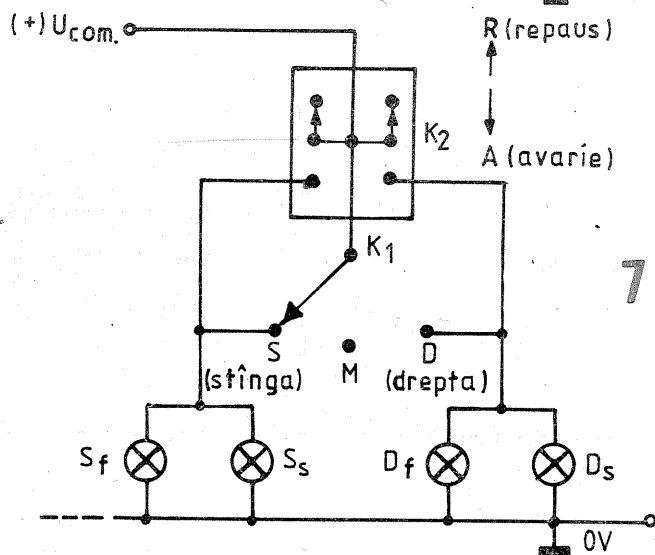 (+) Ucom.
R (repaus)
K2
A (avarie)
K1
7
S
M
D
(stînga)
(drepta)
Sf
Ss
Df
Ds
0V